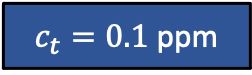 c_t = 0.1 ppm